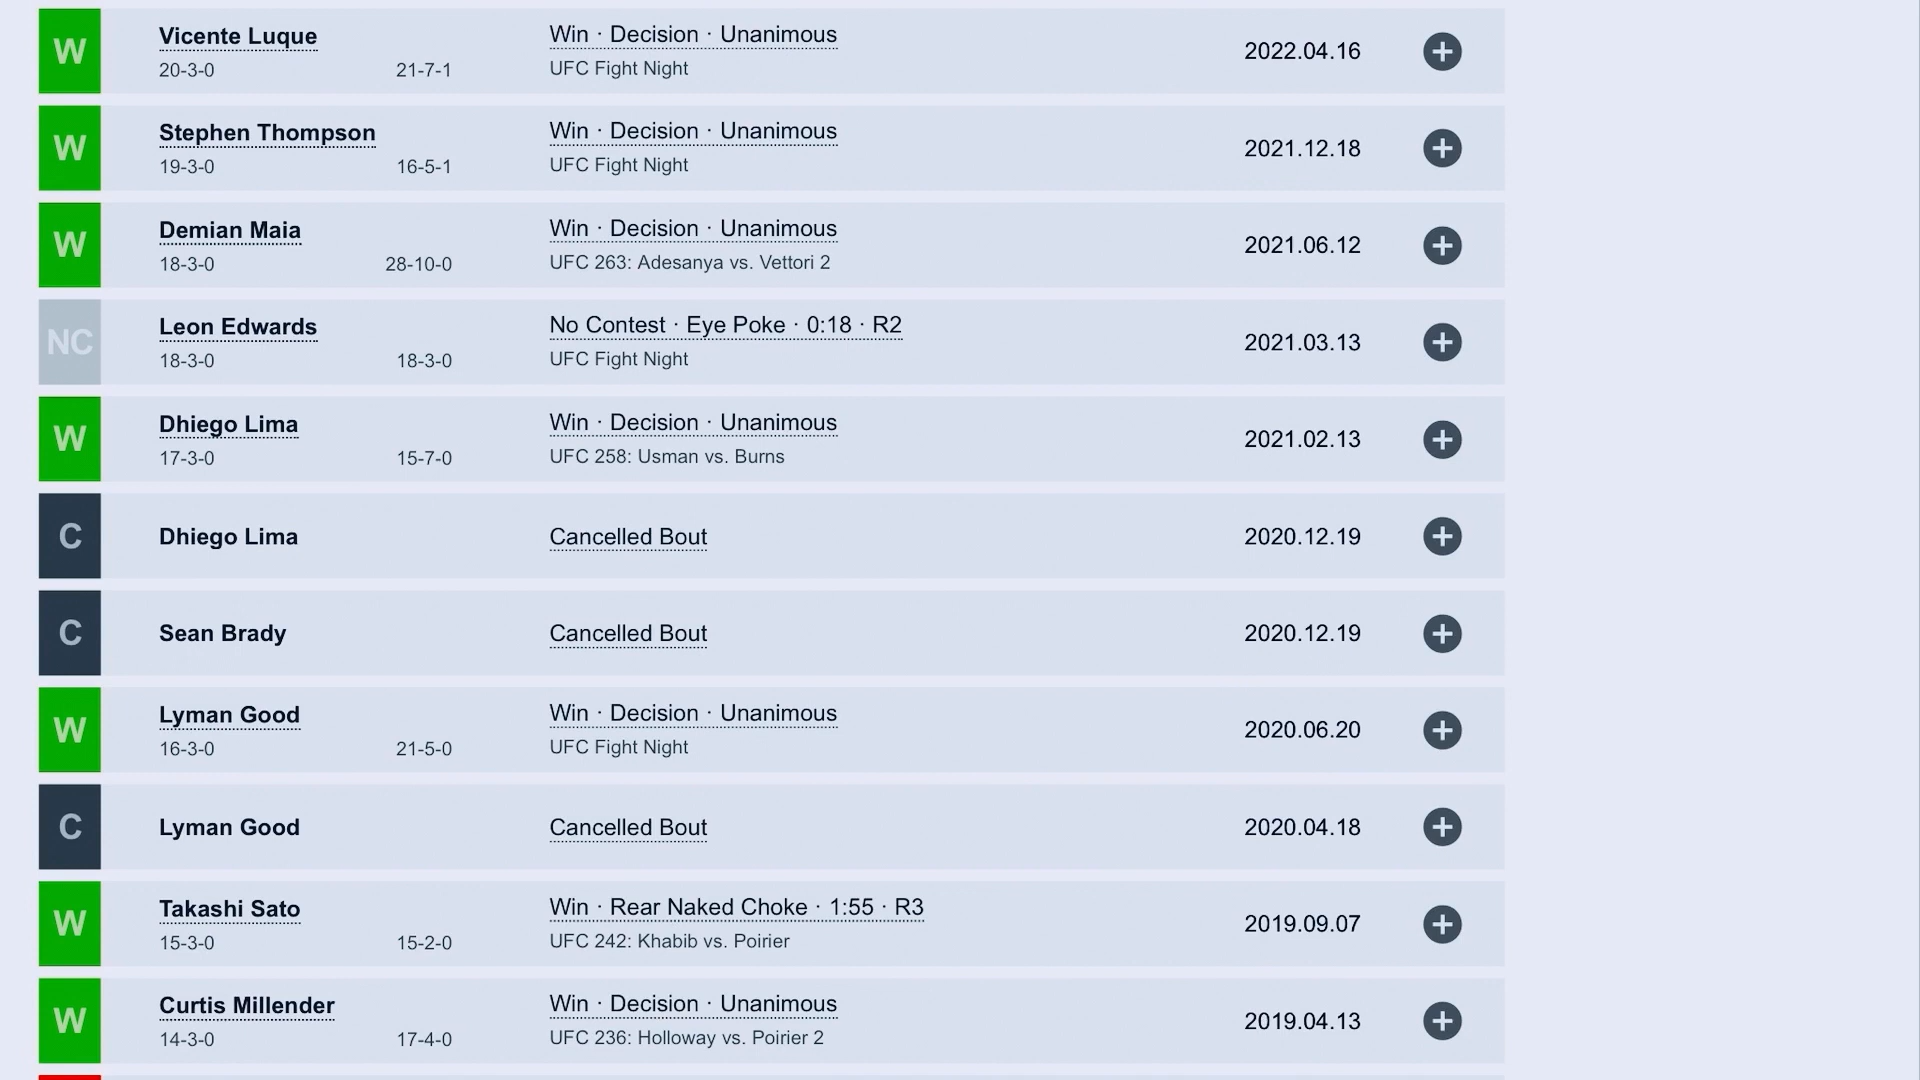 W
Vicente Luque
20-3-0 21-7-1
Win · Decision · Unanimous
UFC Fight Night
2022.04.16
W
Stephen Thompson
19-3-0 16-5-1
Win · Decision · Unanimous
UFC Fight Night
2021.12.18
W
Demian Maia
18-3-0 28-10-0
Win · Decision · Unanimous
UFC 263: Adesanya vs. Vettori 2
2021.06.12
NC
Leon Edwards
18-3-0 18-3-0
No Contest · Eye Poke · 0:18 · R2
UFC Fight Night
2021.03.13
W
Dhiego Lima
17-3-0 15-7-0
Win · Decision · Unanimous
UFC 258: Usman vs. Burns
2021.02.13
C
Dhiego Lima
Cancelled Bout
2020.12.19
C
Sean Brady
Cancelled Bout
2020.12.19
W
Lyman Good
16-3-0 21-5-0
Win · Decision · Unanimous
UFC Fight Night
2020.06.20
C
Lyman Good
Cancelled Bout
2020.04.18
W
Takashi Sato
15-3-0 15-2-0
Win · Rear Naked Choke · 1:55 · R3
UFC 242: Khabib vs. Poirier
2019.09.07
W
Curtis Millender
14-3-0 17-4-0
Win · Decision · Unanimous
UFC 236: Holloway vs. Poirier 2
2019.04.13